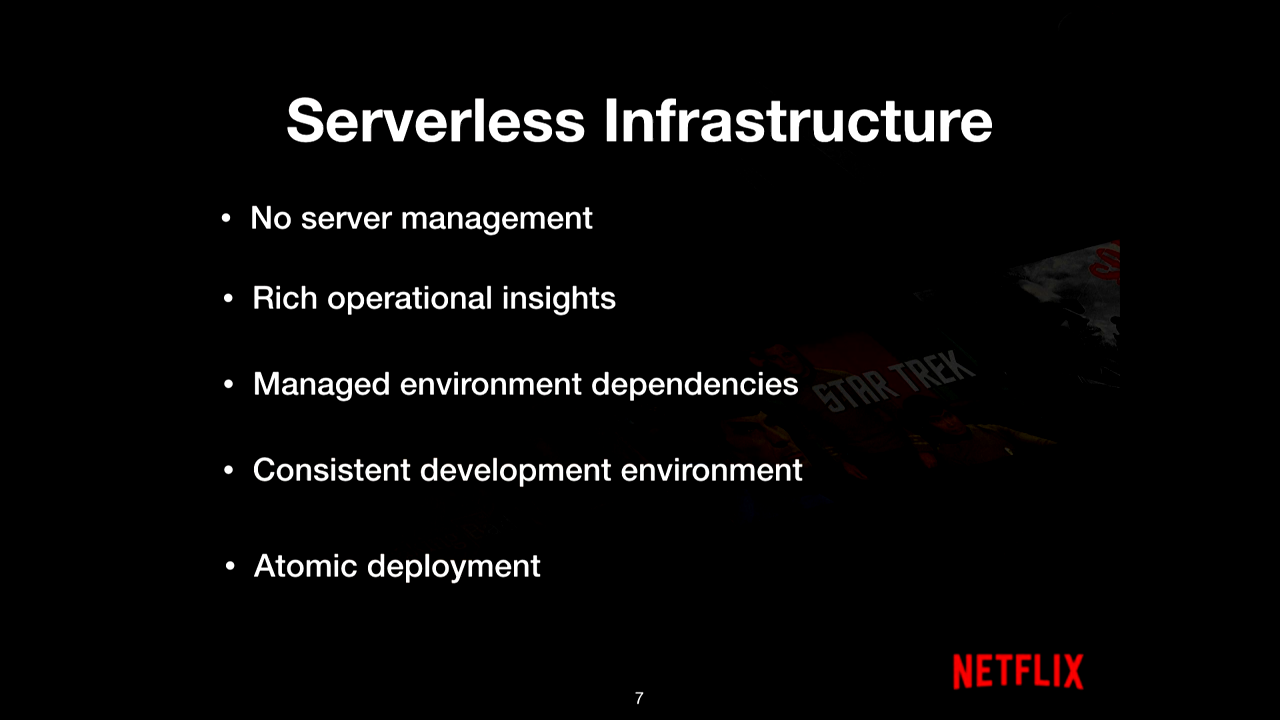 Serverless Infrastructure
• No server management
• Rich operational insights
• Managed environment dependencies
STAR TREK
• Consistent development environment
• Atomic deployment
NETFLIX
7